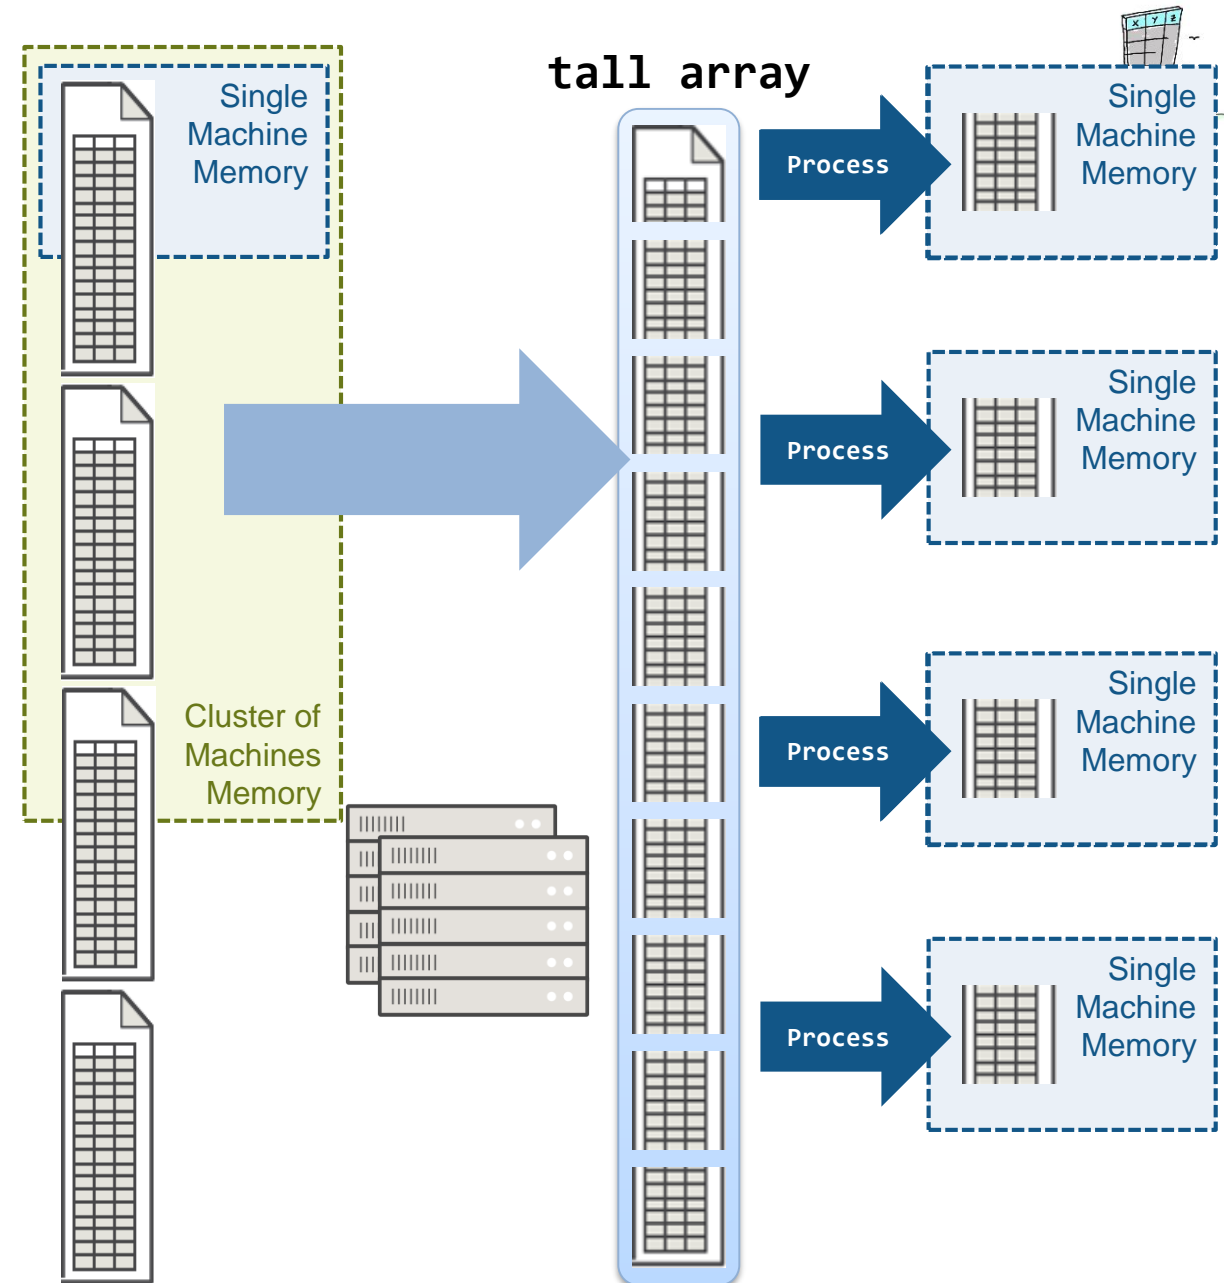 X Y Z
tall array
Single
Machine
Memory
Cluster of
Machines
Memory
Process
Single
Machine
Memory
Process
Single
Machine
Memory
Process
Single
Machine
Memory
Process
Single
Machine
Memory